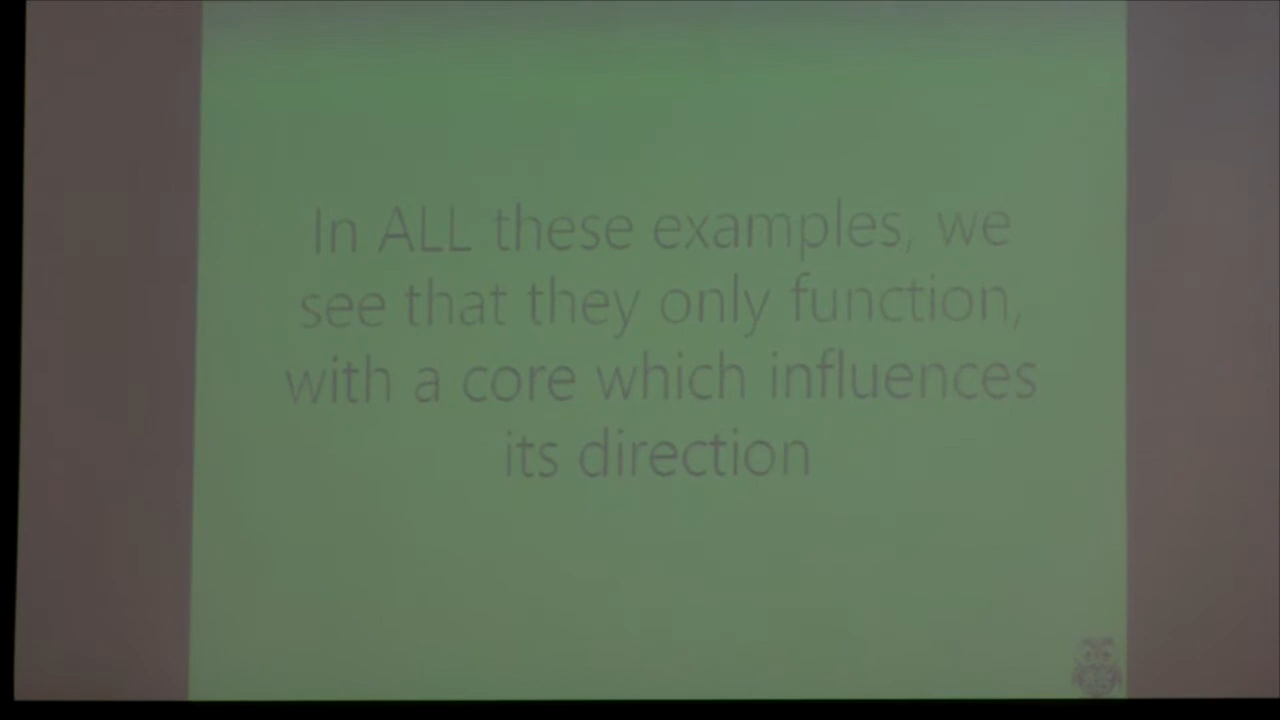 In ALL these examples, we
see that they only function,
with a core which influences
its direction